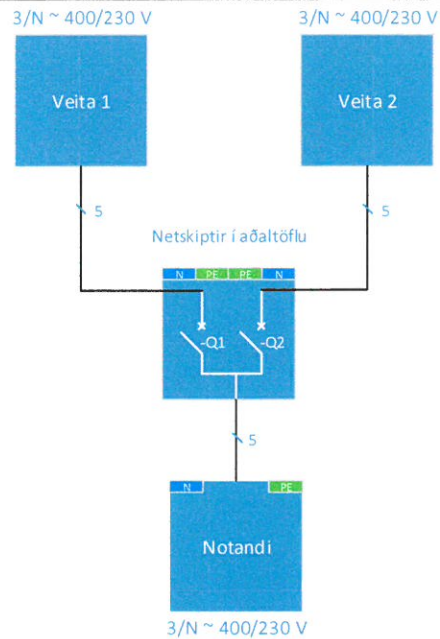 3/N ~ 400/230 V
3/N ~ 400/230 V
Veita 1
Veita 2
5
5
Netskiptir í aðaltöflu
N PE PE N
-Q1 -Q2
5
N PE
Notandi
3/N ~ 400/230 V